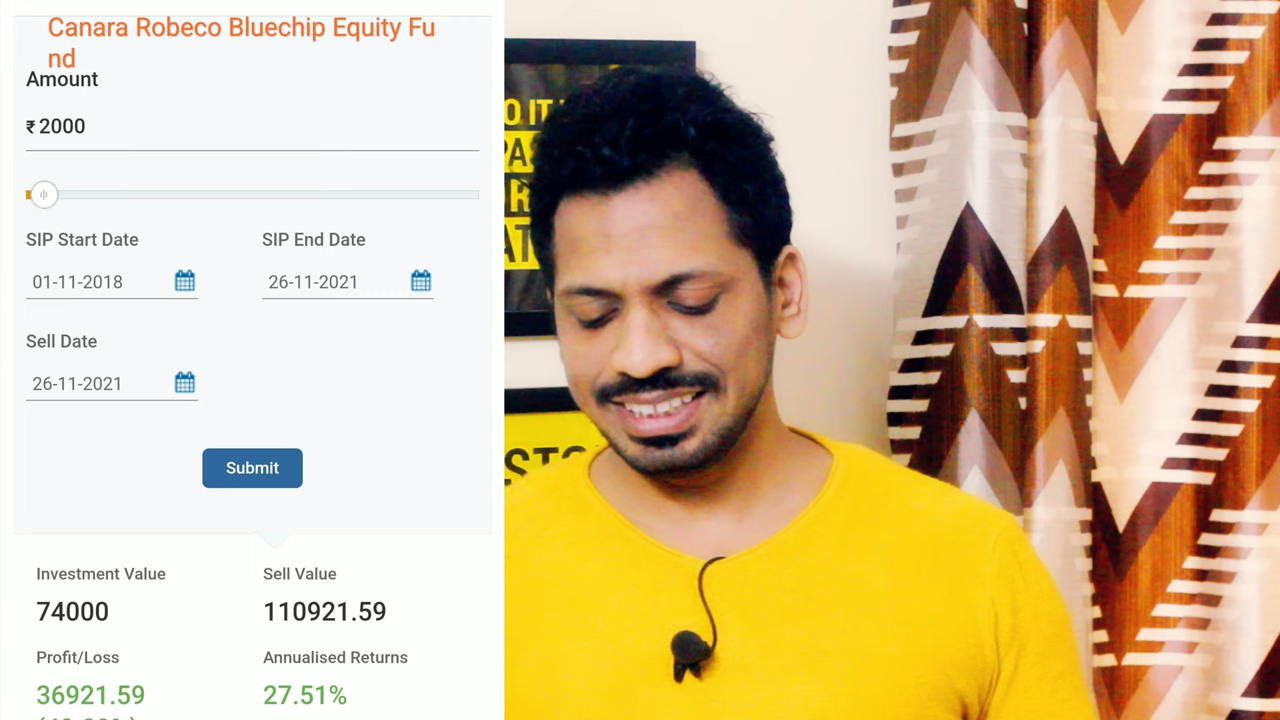 Canara Robeco Bluechip Equity Fu
nd
Amount
₹ 2000
SIP Start Date
SIP End Date
01-11-2018
26-11-2021
Sell Date
26-11-2021
Submit
Investment Value
Sell Value
74000
110921.59
Profit/Loss
Annualised Returns
36921.59
27.51%